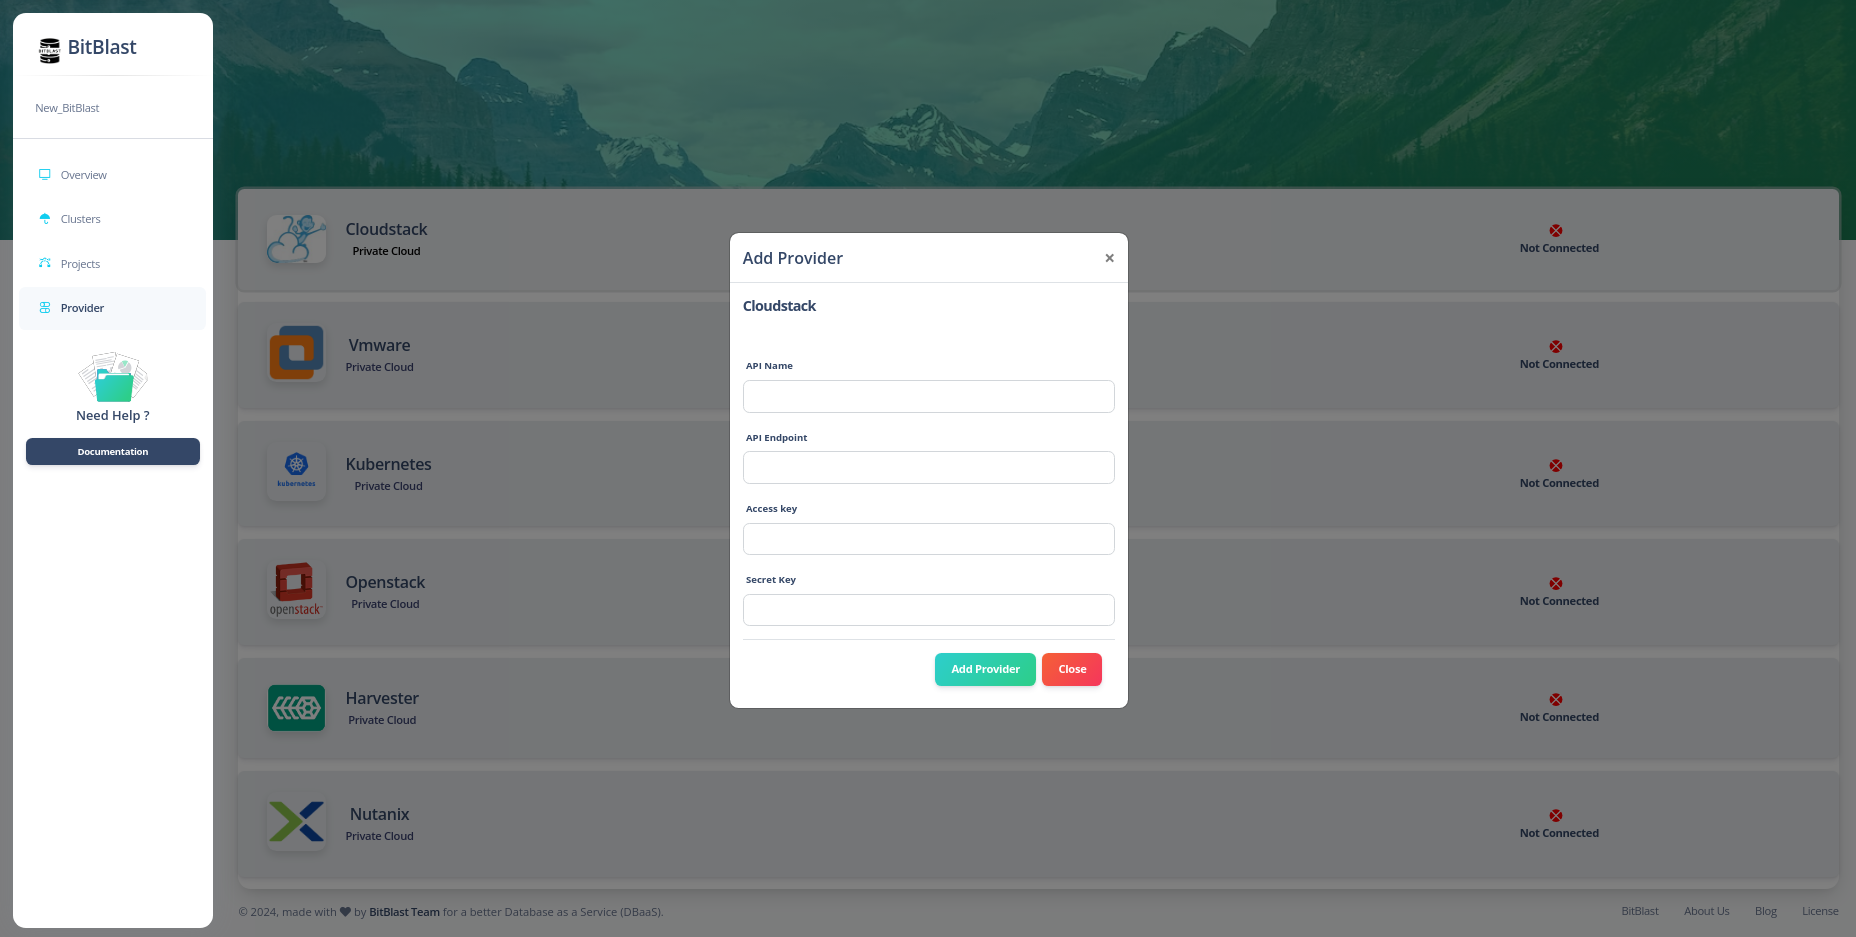 BitBlast
New_BitBlast
Overview
Clusters
Projects
Provider
Need Help ?
Documentation
Cloudstack
Private Cloud
Not Connected
Vmware
Private Cloud
Not Connected
kubernetes
Kubernetes
Private Cloud
Not Connected
openstack
Openstack
Private Cloud
Not Connected
Harvester
Private Cloud
Not Connected
Nutanix
Private Cloud
Not Connected
Add Provider ×
Cloudstack
API Name
API Endpoint
Access key
Secret Key
Add Provider Close
© 2024, made with by BitBlast Team for a better Database as a Service (DBaaS).
BitBlast About Us Blog License